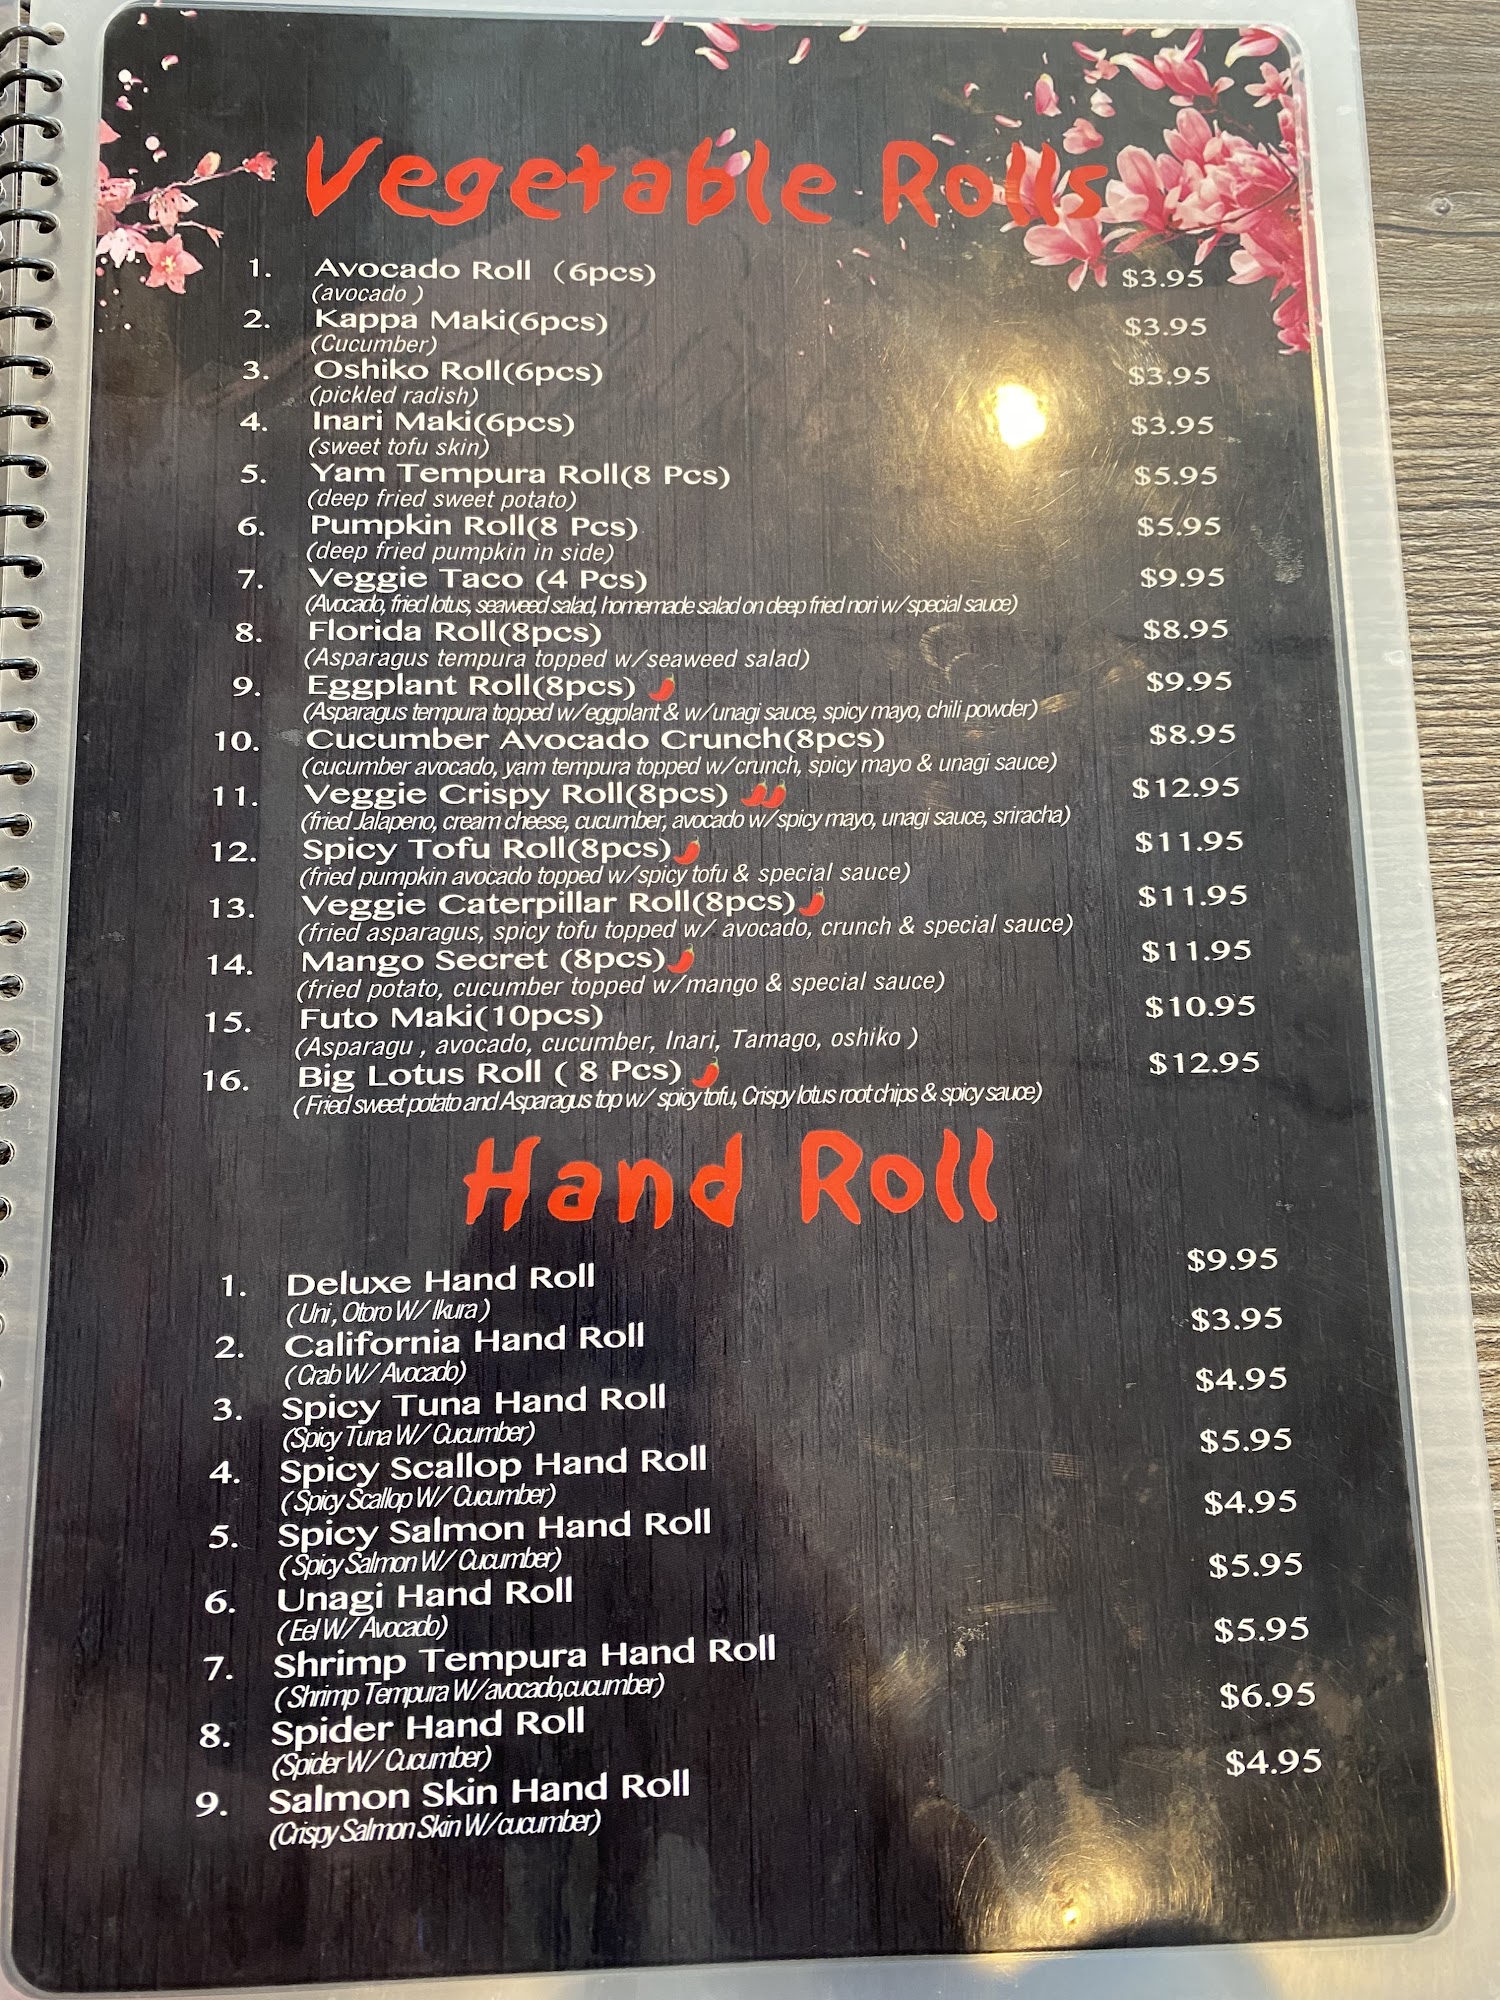 Vegetable Rolls
1. Avocado Roll (6pcs) $3.95
(avocado )
2. Kappa Maki(6pcs) $3.95
(Cucumber)
3. Oshiko Roll(6pcs) $3.95
(pickled radish)
4. Inari Maki(6pcs) $3.95
(sweet tofu skin)
5. Yam Tempura Roll(8 Pcs) $5.95
(deep fried sweet potato)
6. Pumpkin Roll(8 Pcs) $5.95
(deep fried pumpkin in side)
7. Veggie Taco (4 Pcs) $9.95
(Avocado, fried lotus, seaweed salad, homemade salad on deep fried nori w/special sauce)
8. Florida Roll(8pcs) $8.95
(Asparagus tempura topped w/seaweed salad)
9. Eggplant Roll(8pcs) $9.95
(Asparagus tempura topped w/eggplant & w/unagi sauce, spicy mayo, chili powder)
10. Cucumber Avocado Crunch(8pcs) $8.95
(cucumber avocado, yam tempura topped w/crunch, spicy mayo & unagi sauce)
11. Veggie Crispy Roll(8pcs) $12.95
(fried Jalapeno, cream cheese, cucumber, avocado w/spicy mayo, unagi sauce, sriracha)
12. Spicy Tofu Roll(8pcs) $11.95
(fried pumpkin avocado topped w/spicy tofu & special sauce)
13. Veggie Caterpillar Roll(8pcs) $11.95
(fried asparagus, spicy tofu topped w/ avocado, crunch & special sauce)
14. Mango Secret (8pcs) $11.95
(fried potato, cucumber topped w/mango & special sauce)
15. Futo Maki(10pcs) $10.95
(Asparagu , avocado, cucumber, Inari, Tamago, oshiko )
16. Big Lotus Roll ( 8 Pcs) $12.95
( Fried sweet potato and Asparagus top w/ spicy tofu, Crispy lotus root chips & spicy sauce)
Hand Roll
1. Deluxe Hand Roll $9.95
( Uni , Otoro W/ Ikura )
2. California Hand Roll $3.95
( Crab W/ Avocado)
3. Spicy Tuna Hand Roll $4.95
(Spicy Tuna W/ Cucumber)
4. Spicy Scallop Hand Roll $5.95
( Spicy Scallop W/ Cucumber)
5. Spicy Salmon Hand Roll $4.95
( Spicy Salmon W/ Cucumber)
6. Unagi Hand Roll $5.95
( Eel W/ Avocado)
7. Shrimp Tempura Hand Roll $5.95
( Shrimp Tempura W/avocado,cucumber)
8. Spider Hand Roll $6.95
(Spider W/ Cucumber)
9. Salmon Skin Hand Roll $4.95
(Crispy Salmon Skin W/cucumber)